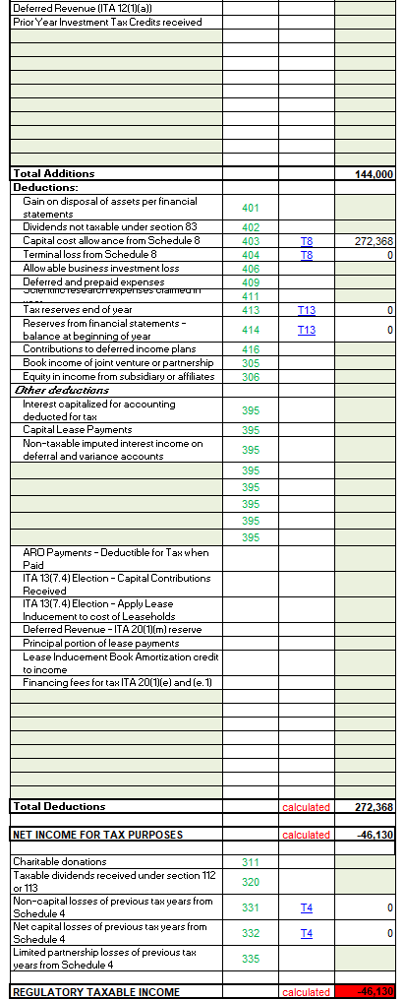 Deferred Revenue (ITA 12(1)(a))
Prior Year Investment Tax Credits received
Total Additions 144,000
Deductions:
Gain on disposal of assets per financial
statements 401
Dividends not taxable under section 83 402
Capital cost allowance from Schedule 8 403 T8 272,368
Terminal loss from Schedule 8 404 T8 0
Allowable business investment loss 406
Deferred and prepaid expenses 409
Scientific research expenses claimed in 411
Tax reserves end of year 413 T13 0
Reserves from financial statements -
balance at beginning of year 414 T13 0
Contributions to deferred income plans 416
Book income of joint venture or partnership 305
Equity in income from subsidiary or affiliates 306
Other deductions
Interest capitalized for accounting
deducted for tax 395
Capital Lease Payments 395
Non-taxable imputed interest income on
deferral and variance accounts 395
395
395
395
395
395
ARO Payments - Deductible for Tax when
Paid
ITA 13(7.4) Election - Capital Contributions
Received
ITA 13(7.4) Election - Apply Lease
Inducement to cost of Leaseholds
Deferred Revenue - ITA 20(1)(m) reserve
Principal portion of lease payments
Lease Inducement Book Amortization credit
to income
Financing fees for tax ITA 20(1)(e) and (e.1)
Total Deductions calculated 272,368
NET INCOME FOR TAX PURPOSES calculated -46,130
Charitable donations 311
Taxable dividends received under section 112
or 113 320
Non-capital losses of previous tax years from
Schedule 4 331 T4 0
Net capital losses of previous tax years from
Schedule 4 332 T4 0
Limited partnership losses of previous tax
years from Schedule 4 335
REGULATORY TAXABLE INCOME calculated -46,130